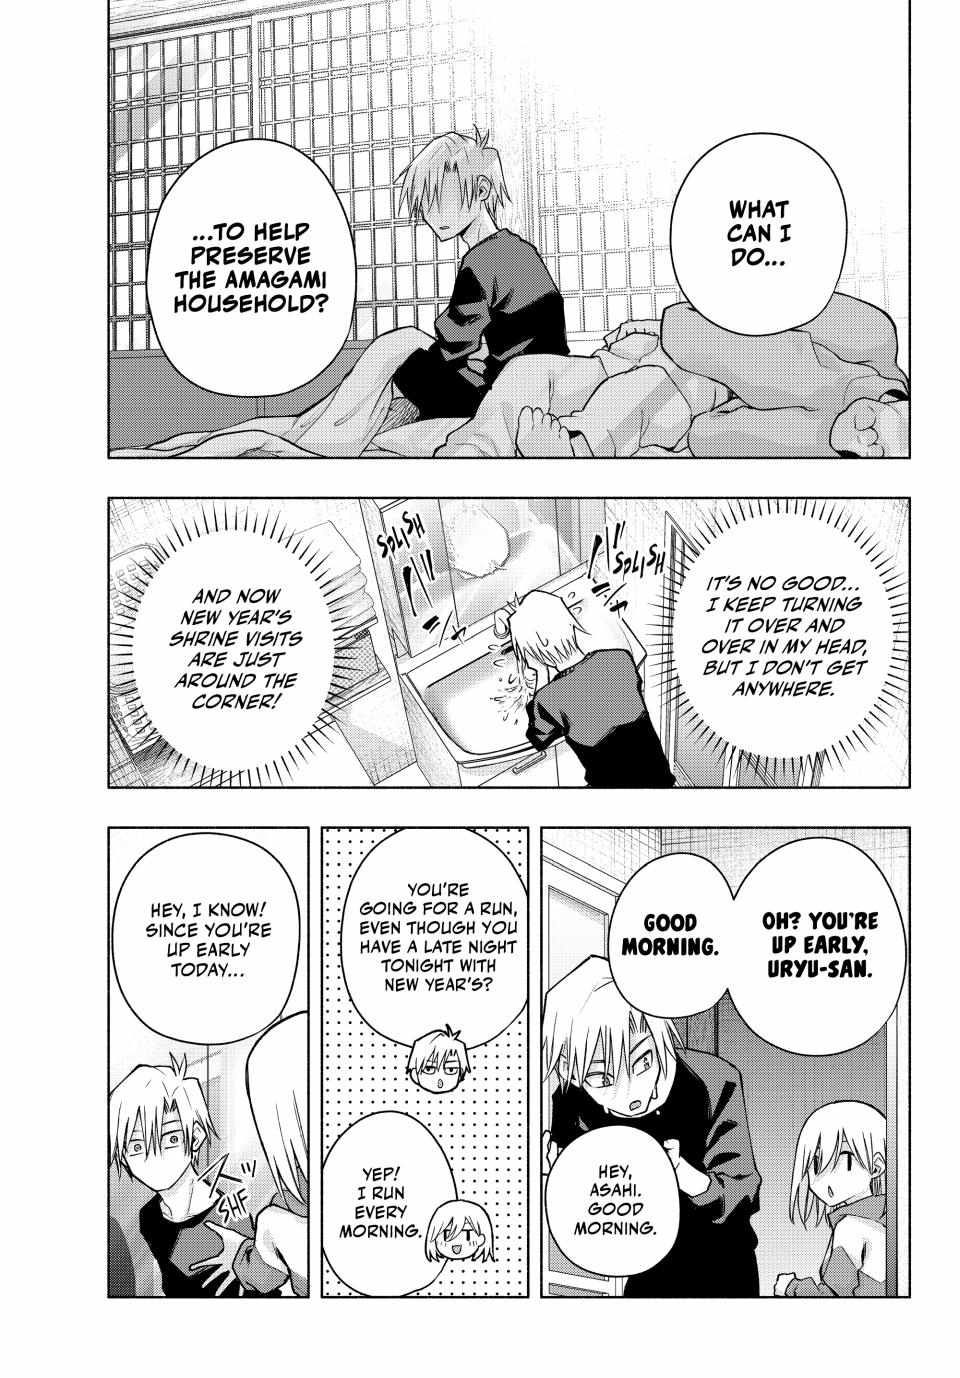 WHAT
CAN I
DO...
...TO HELP
PRESERVE
THE AMAGAMI
HOUSEHOLD?
IT'S NO GOOD...
I KEEP TURNING
IT OVER AND
OVER IN MY HEAD,
BUT I DON'T GET
ANYWHERE.
SPLISH
SPLISH
AND NOW
NEW YEAR'S
SHRINE VISITS
ARE JUST
AROUND THE
CORNER!
OH? YOU'RE
UP EARLY,
URYU-SAN.
GOOD
MORNING.
HEY,
ASAHI.
GOOD
MORNING.
YOU'RE
GOING FOR A RUN,
EVEN THOUGH YOU
HAVE A LATE NIGHT
TONIGHT WITH
NEW YEAR'S?
YEP!
I RUN
EVERY
MORNING.
HEY, I KNOW!
SINCE YOU'RE
UP EARLY
TODAY...
SHF